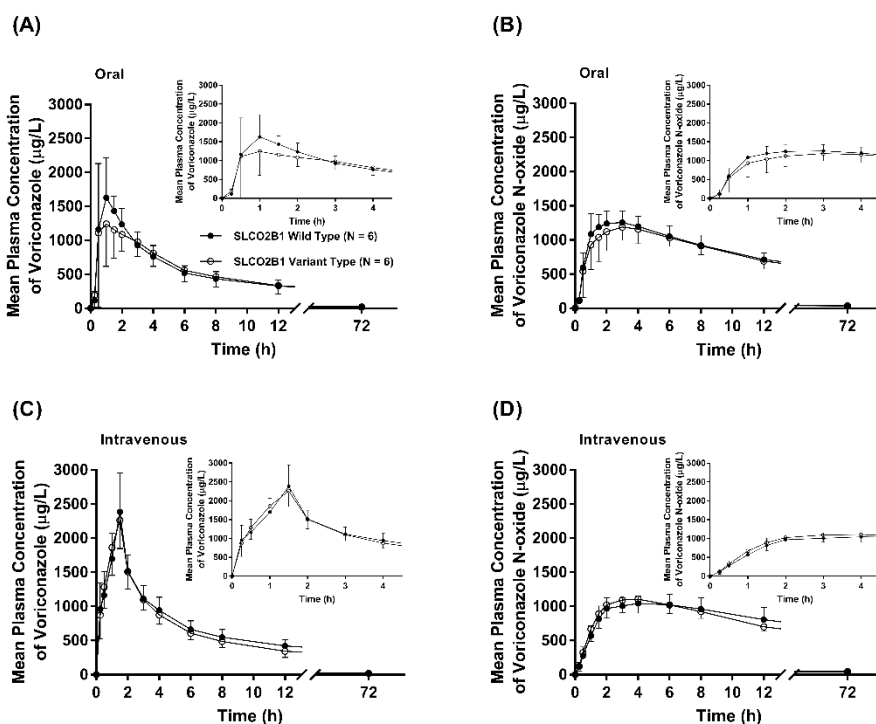 (A)
Oral
Mean Plasma Concentration
of Voriconazole (µg/L)
3000
2500
2000
1500
1000
500
0
0 2 4 6 8 10 12 72
Time (h)
Mean Plasma Concentration
of Voriconazole (µg/L)
3000
2500
2000
1500
1000
500
0
0 1 2 3 4
Time (h)
SLCO2B1 Wild Type (N = 6)
SLCO2B1 Variant Type (N = 6)
(B)
Oral
Mean Plasma Concentration
of Voriconazole N-oxide (µg/L)
3000
2500
2000
1500
1000
500
0
0 2 4 6 8 10 12 72
Time (h)
Mean Plasma Concentration
of Voriconazole N-oxide (µg/L)
3000
2500
2000
1500
1000
500
0
0 1 2 3 4
Time (h)
(C)
Intravenous
Mean Plasma Concentration
of Voriconazole (µg/L)
3000
2500
2000
1500
1000
500
0
0 2 4 6 8 10 12 72
Time (h)
Mean Plasma Concentration
of Voriconazole (µg/L)
3000
2500
2000
1500
1000
500
0
0 1 2 3 4
Time (h)
(D)
Intravenous
Mean Plasma Concentration
of Voriconazole N-oxide (µg/L)
3000
2500
2000
1500
1000
500
0
0 2 4 6 8 10 12 72
Time (h)
Mean Plasma Concentration
of Voriconazole N-oxide (µg/L)
3000
2500
2000
1500
1000
500
0
0 1 2 3 4
Time (h)